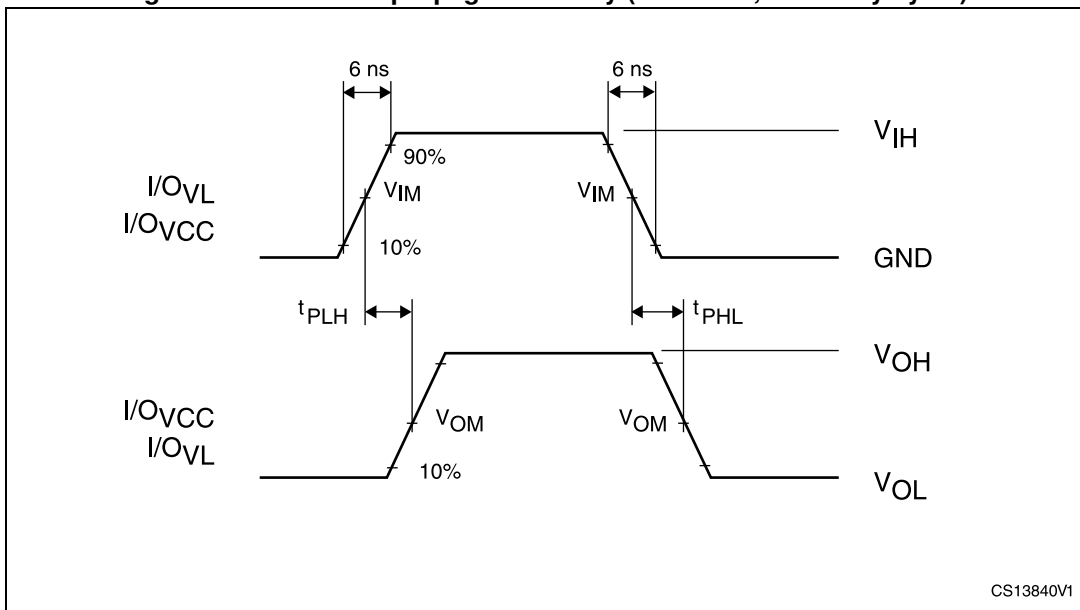 6 ns 6 ns
VIH
90%
I/OVL VIM VIM
I/OVCC
10% GND
tPLH tPHL
VOH
I/OVCC VOM VOM
I/OVL
10%
VOL
CS13840V1